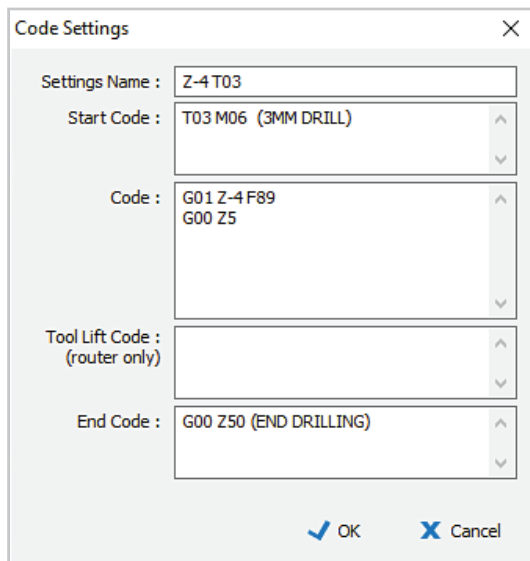 Code Settings
Settings Name : Z-4 T03
Start Code : T03 M06 (3MM DRILL)
Code : G01 Z-4 F89
G00 Z5
Tool Lift Code :
(router only)
End Code : G00 Z50 (END DRILLING)
OK Cancel